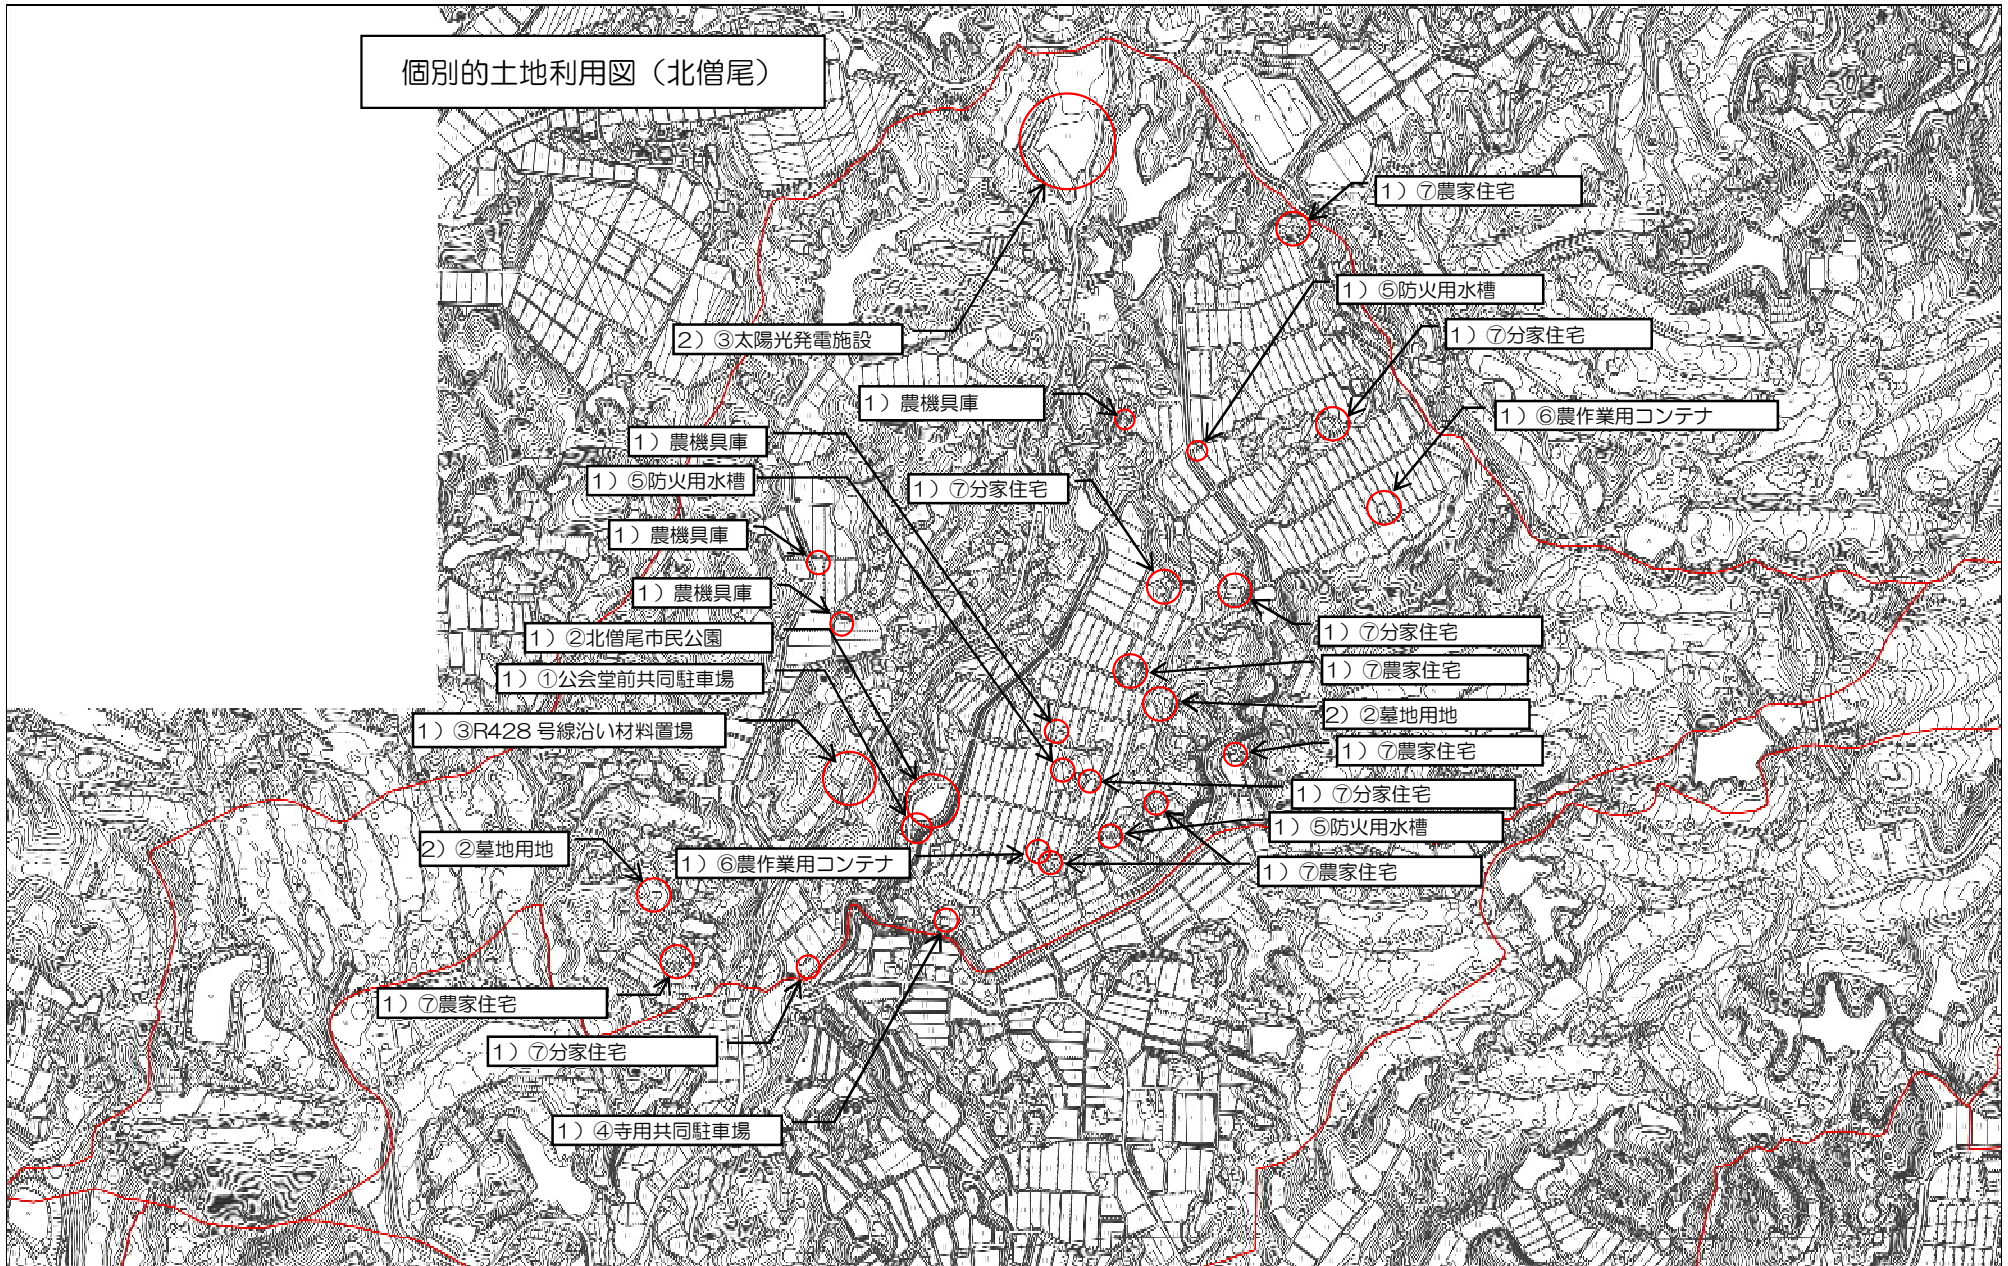 個別的土地利用図（北僧尾）
1）⑦農家住宅
1）⑤防火用水槽
2）③太陽光発電施設
1）⑦分家住宅
1）農機具庫
1）⑥農作業用コンテナ
1）農機具庫
1）⑤防火用水槽
1）⑦分家住宅
1）農機具庫
1）農機具庫
1）②北僧尾市民公園
1）⑦分家住宅
1）①公会堂前共同駐車場
1）⑦農家住宅
2）②墓地用地
1）③R428 号線沿い材料置場
1）⑦農家住宅
1）⑦分家住宅
1）⑤防火用水槽
2）②墓地用地
1）⑥農作業用コンテナ
1）⑦農家住宅
1）⑦農家住宅
1）⑦分家住宅
1）④寺用共同駐車場